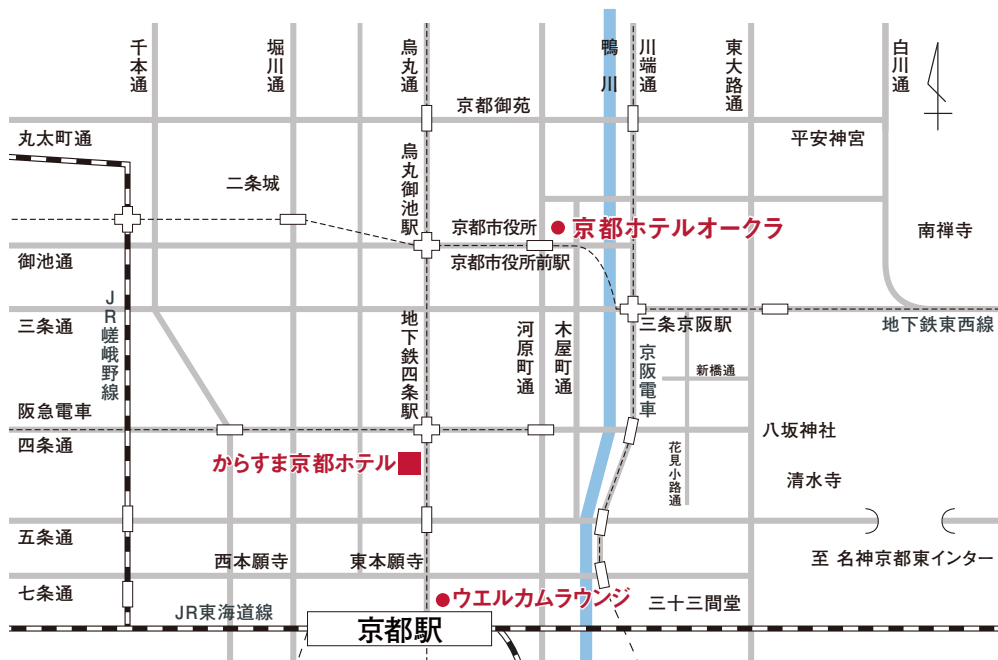 千本通
堀川通
烏丸通
鴨川
川端通
東大路通
白川通
京都御苑
丸太町通
平安神宮
烏丸御池駅
二条城
京都市役所
京都ホテルオークラ
南禅寺
御池通
京都市役所前駅
JR嵯峨野線
三条通
地下鉄四条駅
河原町通
木屋町通
三条京阪駅
地下鉄東西線
京阪電車
新橋通
阪急電車
四条通
八坂神社
からすま京都ホテル
花見小路通
清水寺
五条通
西本願寺
東本願寺
至 名神京都東インター
七条通
ウエルカムラウンジ
三十三間堂
JR東海道線
京都駅